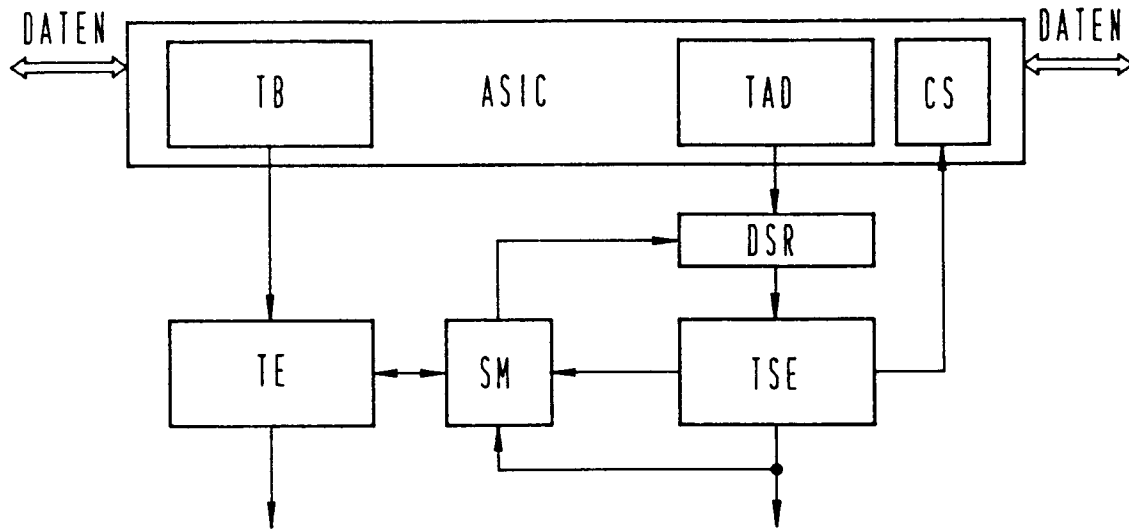 DATEN
DATEN
TB
ASIC
TAD
CS
DSR
TE
SM
TSE